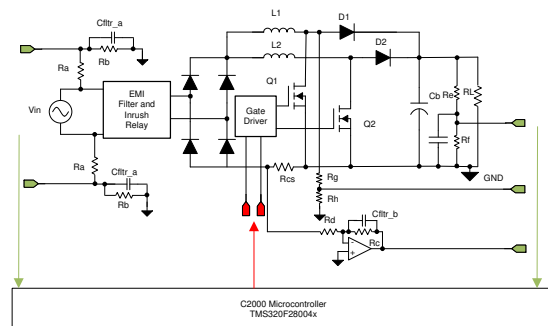 L1
D1
Cfltr_a
L2
D2
Ra
Rb
Q1
EMI
Filter and
Inrush
Relay
Vin
Gate
Driver
Cb
Re
RL
Q2
Rf
Ra
Cfltr_a
Rcs
Rg
GND
Rb
Rh
Cfltr_b
Rd
Rc
-
+
C2000 Microcontroller
TMS320F28004x